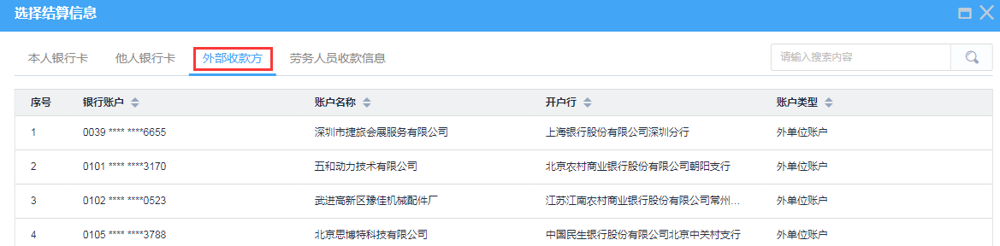 选择结算信息
本人银行卡 他人银行卡 外部收款方 劳务人员收款信息 请输入搜索内容
序号 银行账户 账户名称 开户行 账户类型
1 0039 **** ****6655 深圳市捷旅会展服务有限公司 上海银行股份有限公司深圳分行 外单位账户
2 0101 **** ****3170 五和动力技术有限公司 北京农村商业银行股份有限公司朝阳支行 外单位账户
3 0102 **** ****0523 武进高新区豫佳机械配件厂 江苏江南农村商业银行股份有限公司常州... 外单位账户
4 0105 **** ****3788 北京思博特科技有限公司 中国民生银行股份有限公司北京中关村支行 外单位账户